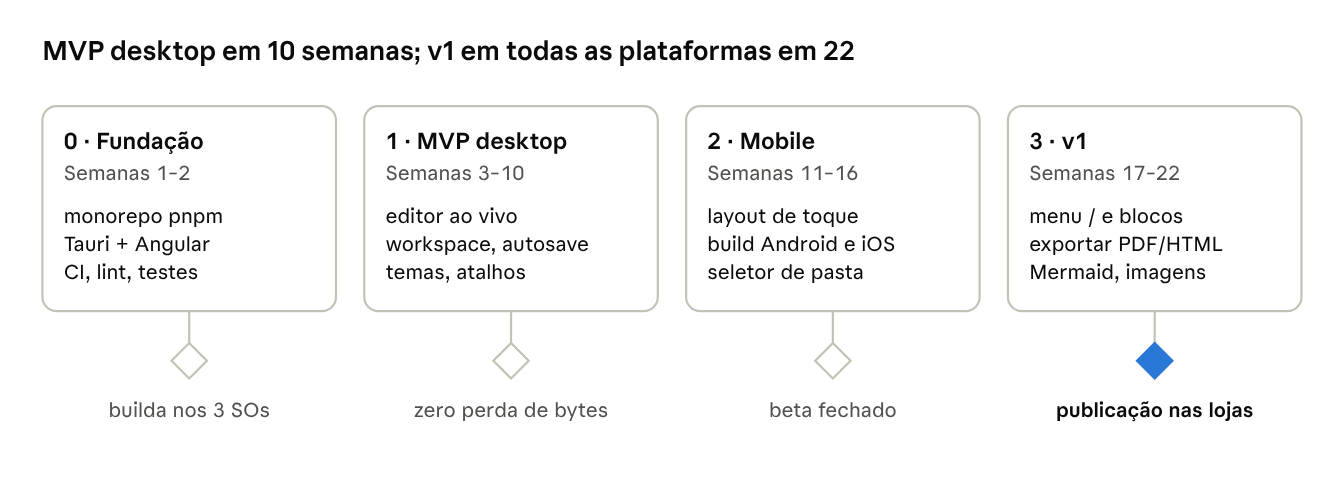 MVP desktop em 10 semanas; v1 em todas as plataformas em 22
0 · Fundação
Semanas 1–2
monorepo pnpm
Tauri + Angular
CI, lint, testes
builda nos 3 SOs
1 · MVP desktop
Semanas 3–10
editor ao vivo
workspace, autosave
temas, atalhos
zero perda de bytes
2 · Mobile
Semanas 11–16
layout de toque
build Android e iOS
seletor de pasta
beta fechado
3 · v1
Semanas 17–22
menu / e blocos
exportar PDF/HTML
Mermaid, imagens
publicação nas lojas